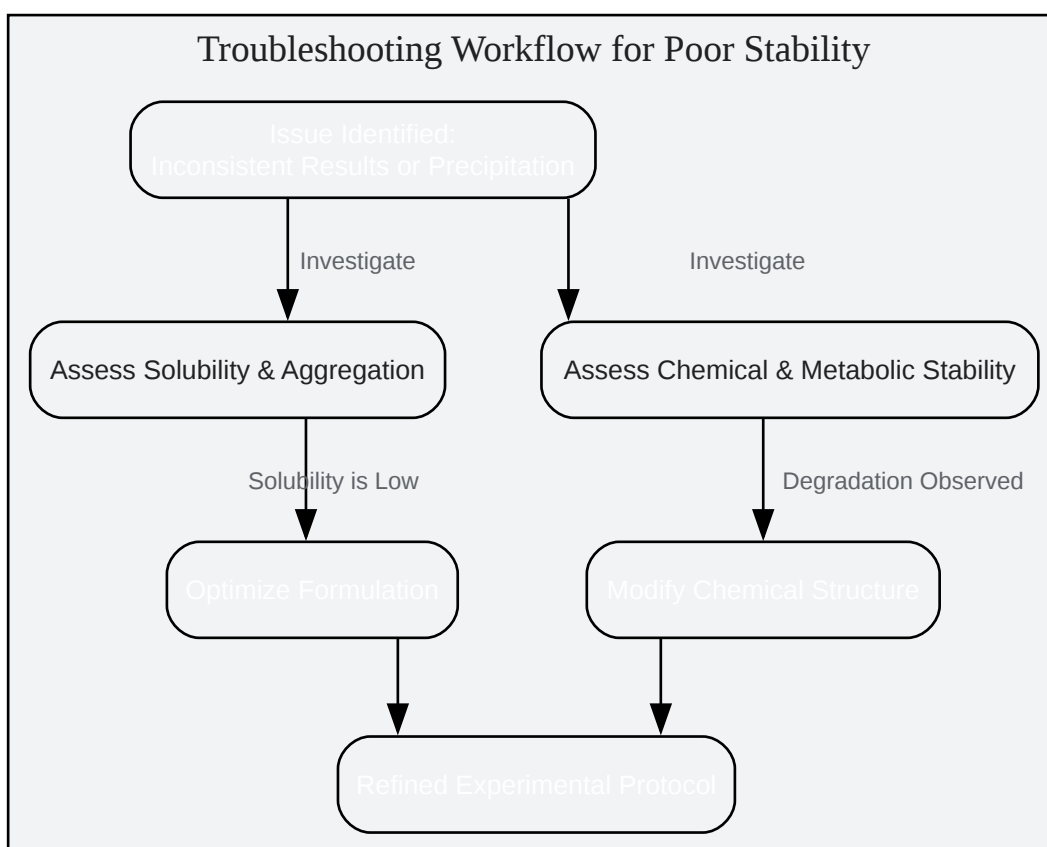 Troubleshooting Workflow for Poor Stability
Issue Identified:
Inconsistent Results or Precipitation
Investigate
Investigate
Assess Solubility & Aggregation
Assess Chemical & Metabolic Stability
Solubility is Low
Degradation Observed
Optimize Formulation
Modify Chemical Structure
Refined Experimental Protocol